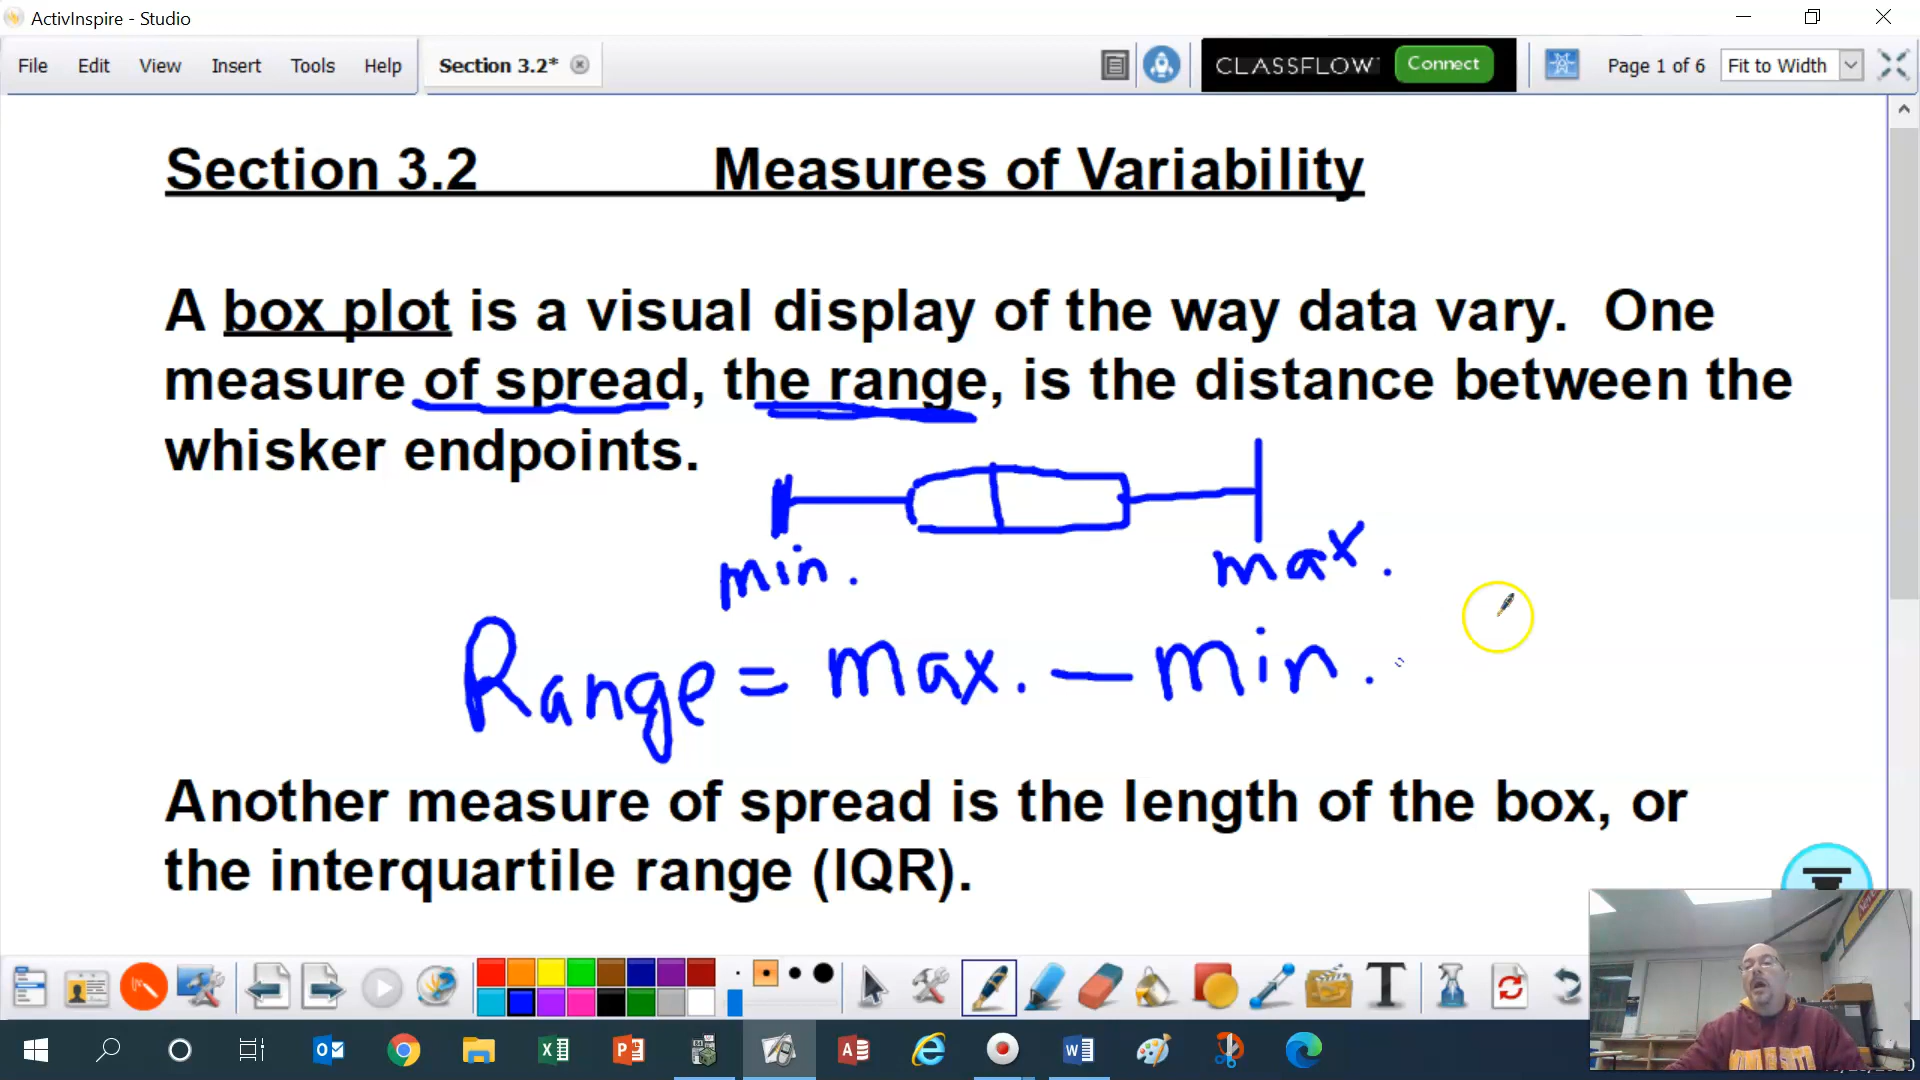 ActivInspire - Studio
File Edit View Insert Tools Help Section 3.2* CLASSFLOW Connect Page 1 of 6 Fit to Width
Section 3.2 Measures of Variability
A box plot is a visual display of the way data vary. One
measure of spread, the range, is the distance between the
whisker endpoints.
min. max.
Range = max. - min.
Another measure of spread is the length of the box, or
the interquartile range (IQR).